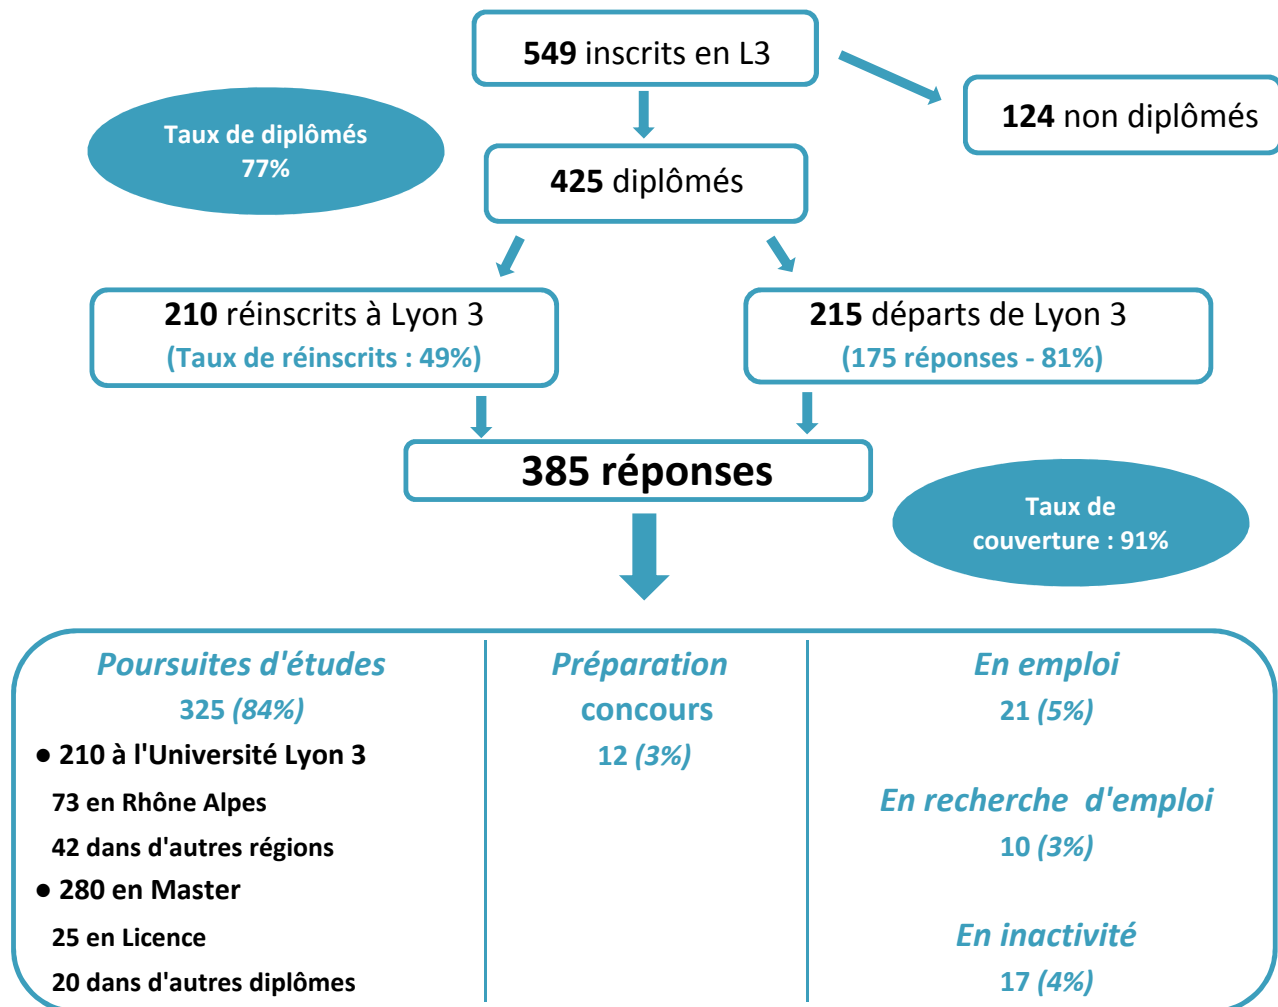 549 inscrits en L3
124 non diplômés
Taux de diplômés
77%
425 diplômés
210 réinscrits à Lyon 3
(Taux de réinscrits : 49%)
215 départs de Lyon 3
(175 réponses - 81%)
385 réponses
Taux de
couverture : 91%
Poursuites d'études
325 (84%)
● 210 à l'Université Lyon 3
73 en Rhône Alpes
42 dans d'autres régions
● 280 en Master
25 en Licence
20 dans d'autres diplômes
Préparation
concours
12 (3%)
En emploi
21 (5%)
En recherche d'emploi
10 (3%)
En inactivité
17 (4%)